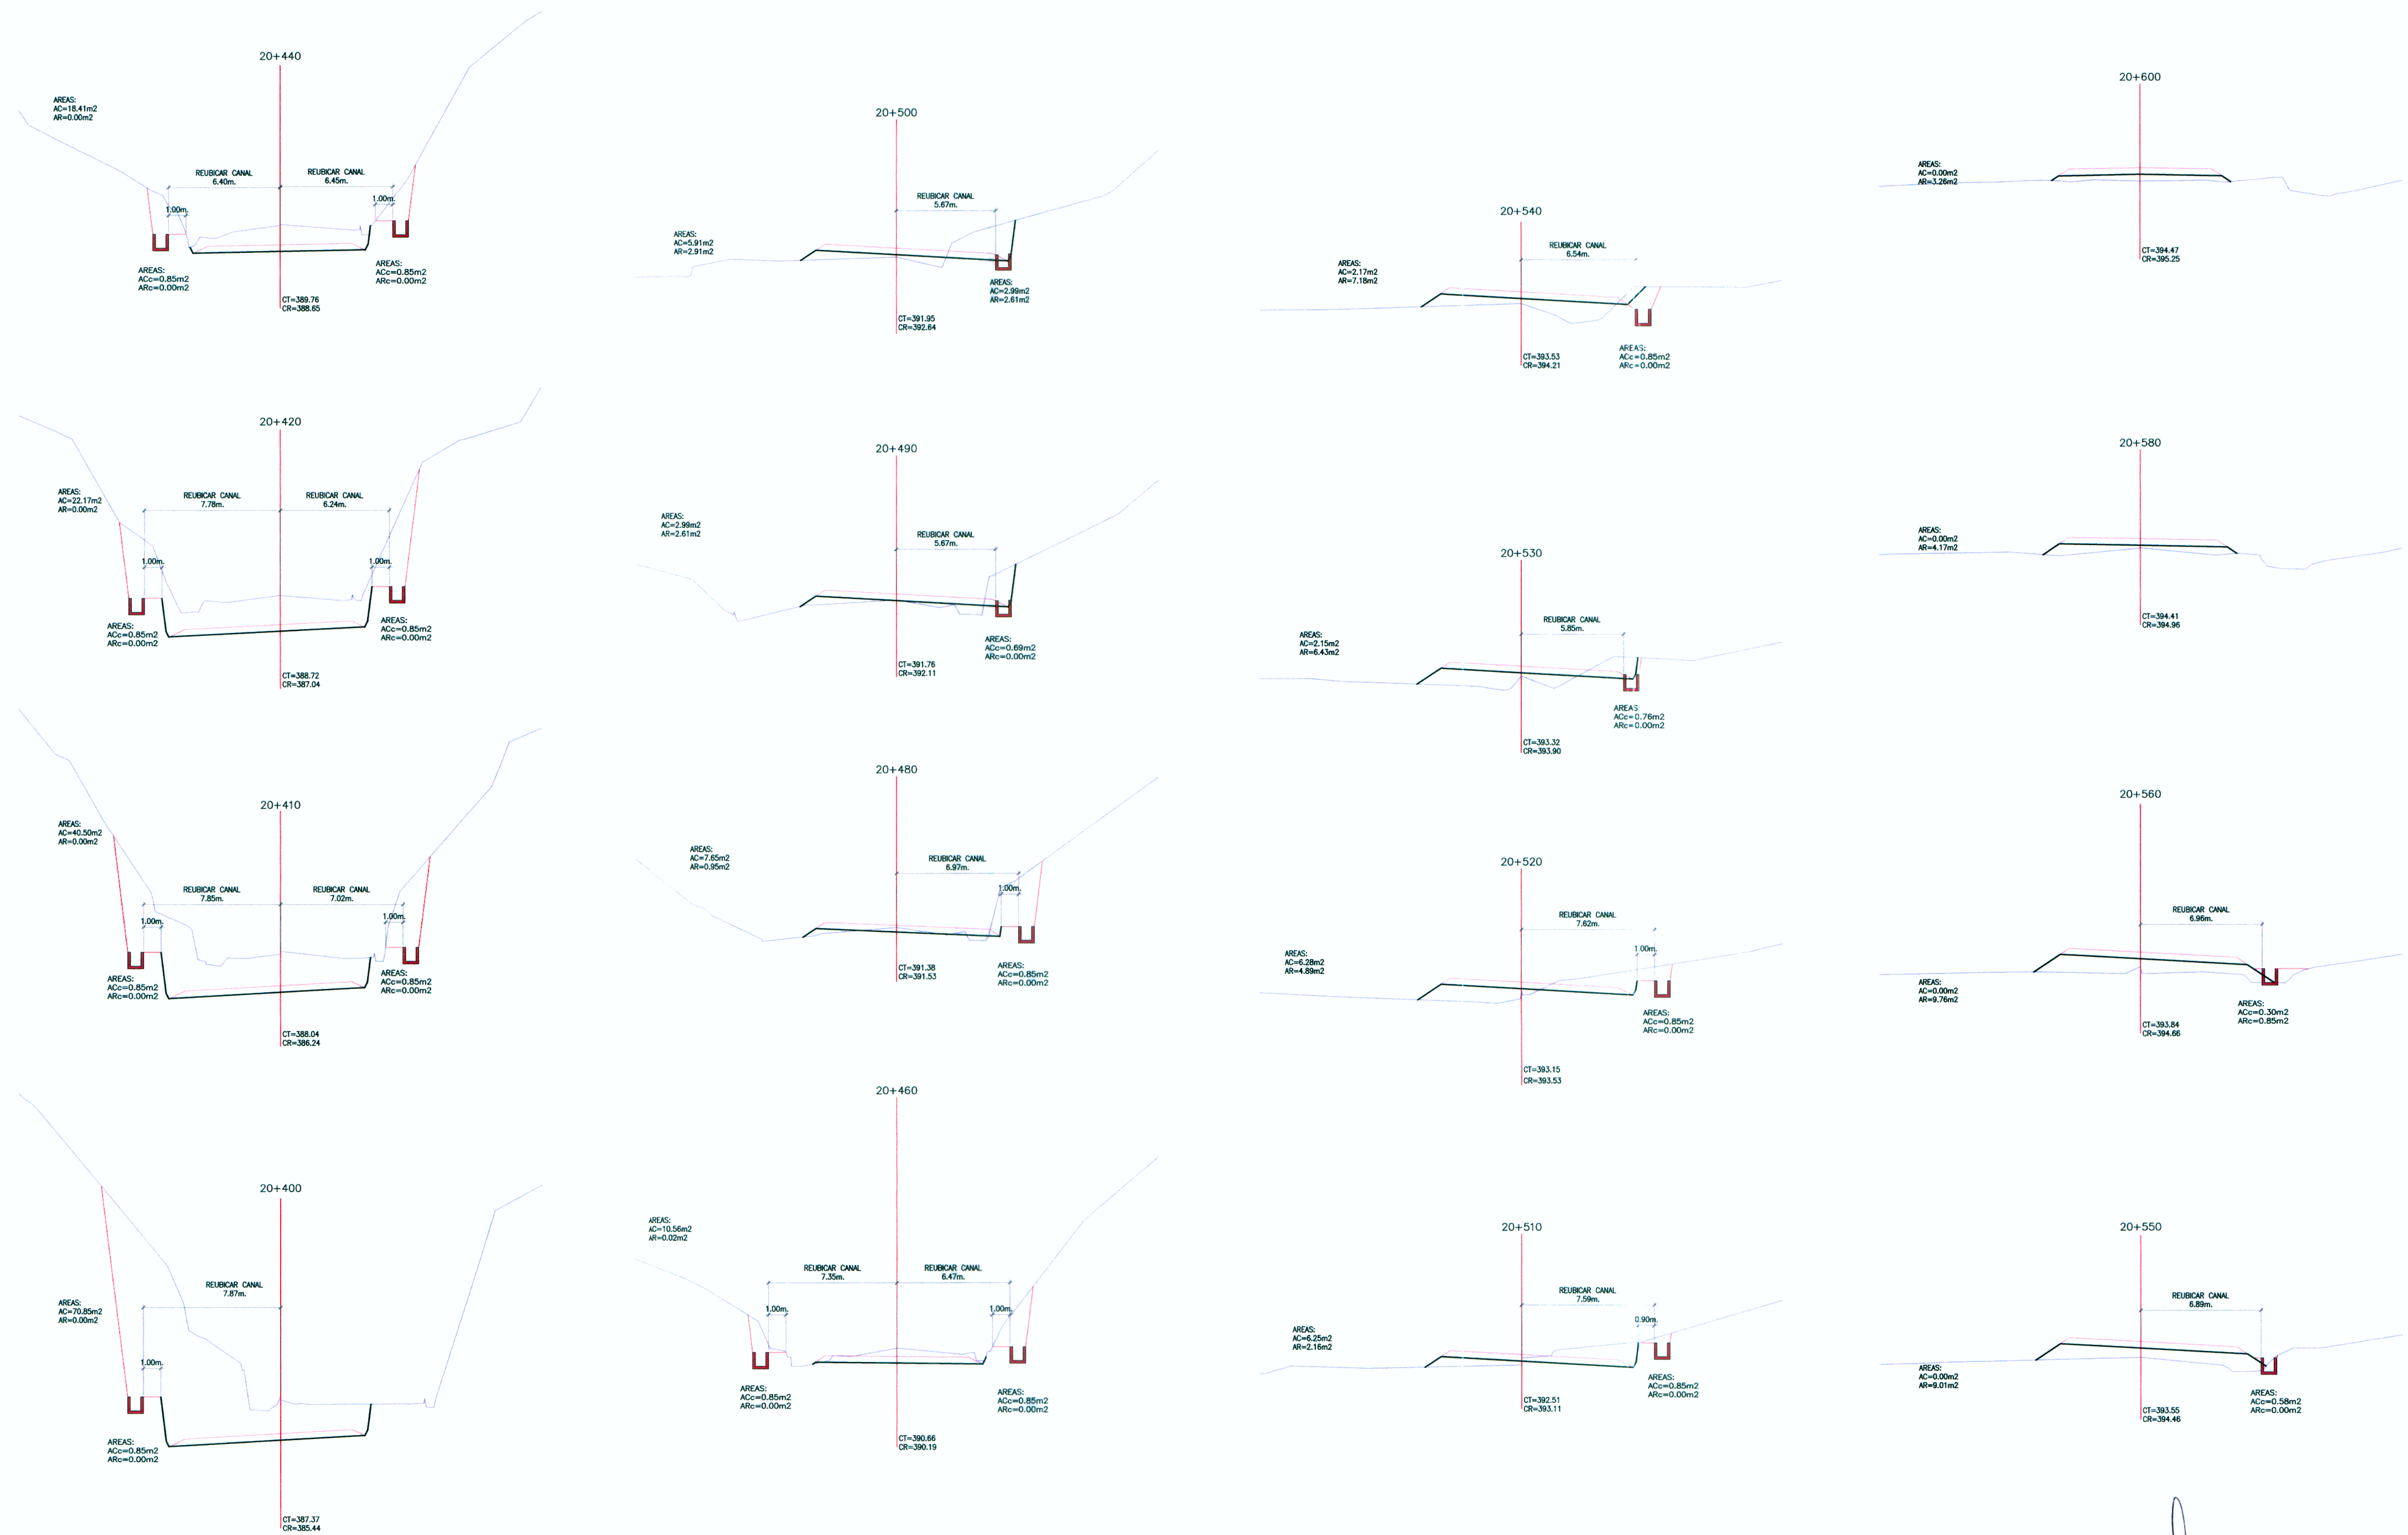 20+440
AREAS:
AC=18.41m2
AR=0.00m2
REUBICAR CANAL
6.40m.
REUBICAR CANAL
6.45m.
1.00m.
1.00m.
AREAS:
ACc=0.85m2
ARc=0.00m2
AREAS:
ACc=0.85m2
ARc=0.00m2
CT=389.76
CR=388.65
20+420
AREAS:
AC=22.17m2
AR=0.00m2
REUBICAR CANAL
7.78m.
REUBICAR CANAL
6.24m.
1.00m.
1.00m.
AREAS:
ACc=0.85m2
ARc=0.00m2
AREAS:
ACc=0.85m2
ARc=0.00m2
CT=388.72
CR=387.04
20+410
AREAS:
AC=40.50m2
AR=0.00m2
REUBICAR CANAL
7.85m.
REUBICAR CANAL
7.02m.
1.00m.
1.00m.
AREAS:
ACc=0.85m2
ARc=0.00m2
AREAS:
ACc=0.85m2
ARc=0.00m2
CT=388.04
CR=386.24
20+400
REUBICAR CANAL
7.87m.
AREAS:
AC=70.85m2
AR=0.00m2
1.00m.
AREAS:
ACc=0.85m2
ARc=0.00m2
CT=387.37
CR=385.44
20+500
REUBICAR CANAL
5.67m.
AREAS:
AC=5.91m2
AR=2.91m2
AREAS:
AC=2.99m2
AR=2.61m2
CT=391.95
CR=392.64
20+490
AREAS:
AC=2.99m2
AR=2.61m2
REUBICAR CANAL
5.67m.
AREAS:
ACc=0.69m2
ARc=0.00m2
CT=391.76
CR=392.11
20+480
AREAS:
AC=7.65m2
AR=0.95m2
REUBICAR CANAL
6.97m.
1.00m.
AREAS:
ACc=0.85m2
ARc=0.00m2
CT=391.38
CR=391.53
20+460
AREAS:
AC=10.56m2
AR=0.02m2
REUBICAR CANAL
7.35m.
REUBICAR CANAL
6.47m.
1.00m.
1.00m.
AREAS:
ACc=0.85m2
ARc=0.00m2
AREAS:
ACc=0.85m2
ARc=0.00m2
CT=390.66
CR=390.19
20+540
REUBICAR CANAL
6.54m.
AREAS:
AC=2.17m2
AR=7.18m2
AREAS:
ACc=0.85m2
ARc=0.00m2
CT=393.53
CR=394.21
20+530
REUBICAR CANAL
5.85m.
AREAS:
AC=2.15m2
AR=6.43m2
AREAS:
ACc=0.76m2
ARc=0.00m2
CT=393.32
CR=393.90
20+520
REUBICAR CANAL
7.62m.
1.00m.
AREAS:
AC=6.28m2
AR=4.89m2
AREAS:
ACc=0.85m2
ARc=0.00m2
CT=393.15
CR=393.53
20+510
REUBICAR CANAL
7.59m.
0.90m.
AREAS:
AC=6.25m2
AR=2.16m2
AREAS:
ACc=0.85m2
ARc=0.00m2
CT=392.51
CR=393.11
20+600
AREAS:
AC=0.00m2
AR=3.26m2
CT=394.47
CR=395.25
20+580
AREAS:
AC=0.00m2
AR=4.17m2
CT=394.41
CR=394.96
20+560
REUBICAR CANAL
6.96m.
AREAS:
AC=0.00m2
AR=9.76m2
AREAS:
ACc=0.30m2
ARc=0.85m2
CT=393.84
CR=394.66
20+550
REUBICAR CANAL
6.89m.
AREAS:
AC=0.00m2
AR=9.01m2
AREAS:
ACc=0.58m2
ARc=0.00m2
CT=393.55
CR=394.46